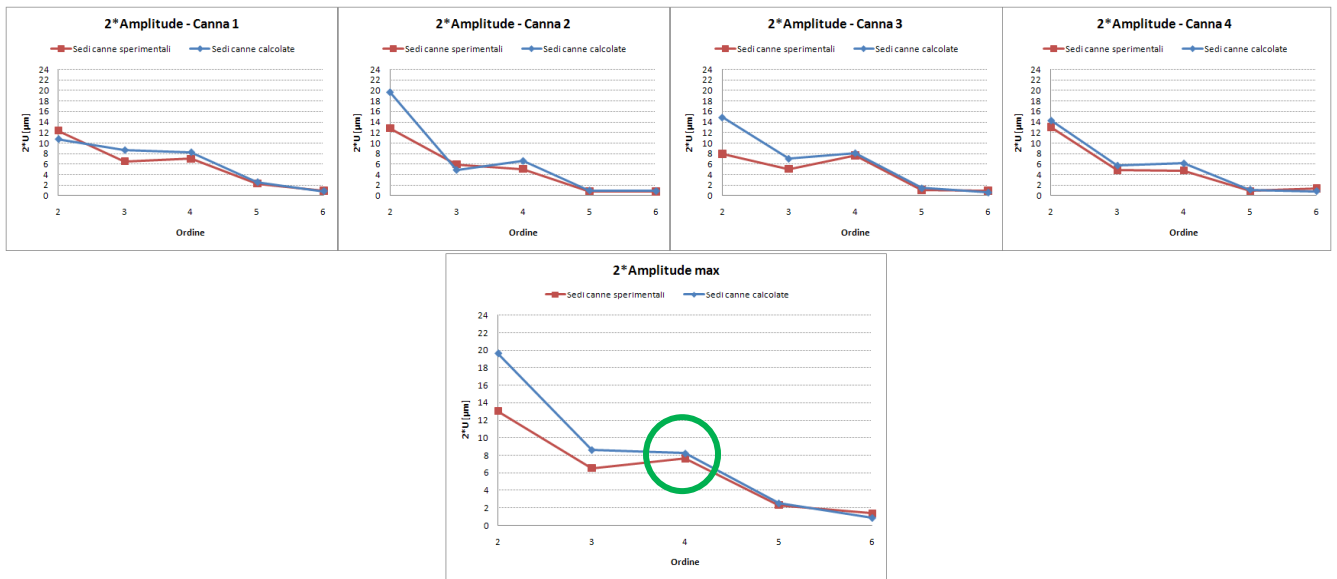 2*Amplitude - Canna 1
Sedi canne sperimentali Sedi canne calcolate
24
22
20
18
16
14
12
10
8
6
4
2
0
2*U [µm]
2 3 4 5 6
Ordine
2*Amplitude - Canna 2
Sedi canne sperimentali Sedi canne calcolate
24
22
20
18
16
14
12
10
8
6
4
2
0
2*U [µm]
2 3 4 5 6
Ordine
2*Amplitude - Canna 3
Sedi canne sperimentali Sedi canne calcolate
24
22
20
18
16
14
12
10
8
6
4
2
0
2*U [µm]
2 3 4 5 6
Ordine
2*Amplitude - Canna 4
Sedi canne sperimentali Sedi canne calcolate
24
22
20
18
16
14
12
10
8
6
4
2
0
2*U [µm]
2 3 4 5 6
Ordine
2*Amplitude max
Sedi canne sperimentali Sedi canne calcolate
24
22
20
18
16
14
12
10
8
6
4
2
0
2*U [µm]
2 3 4 5 6
Ordine